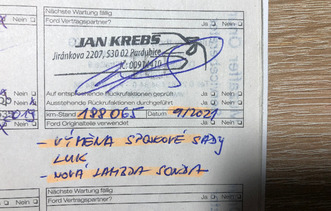 Nächste Wartung fällig
Ford Vertragspartner? Ja Nein
JAN KREBS
Jiránkova 2207, 530 02 Pardubice
Auf entsprechende Rückrufaktionen geprüft Ja Nein
Ausstehende Rückrufaktionen durchgeführt Ja Nein
km-Stand 188 065 Datum 9/2021
Ford Originalteile verwendet Ja Nein
- VÝMĚNA SPOJKOVÉ SADY
LUK
- NOVÁ LAMBDA-SONDA
Nächste Wartung fällig
Ford Vertragspartner? Ja Nein